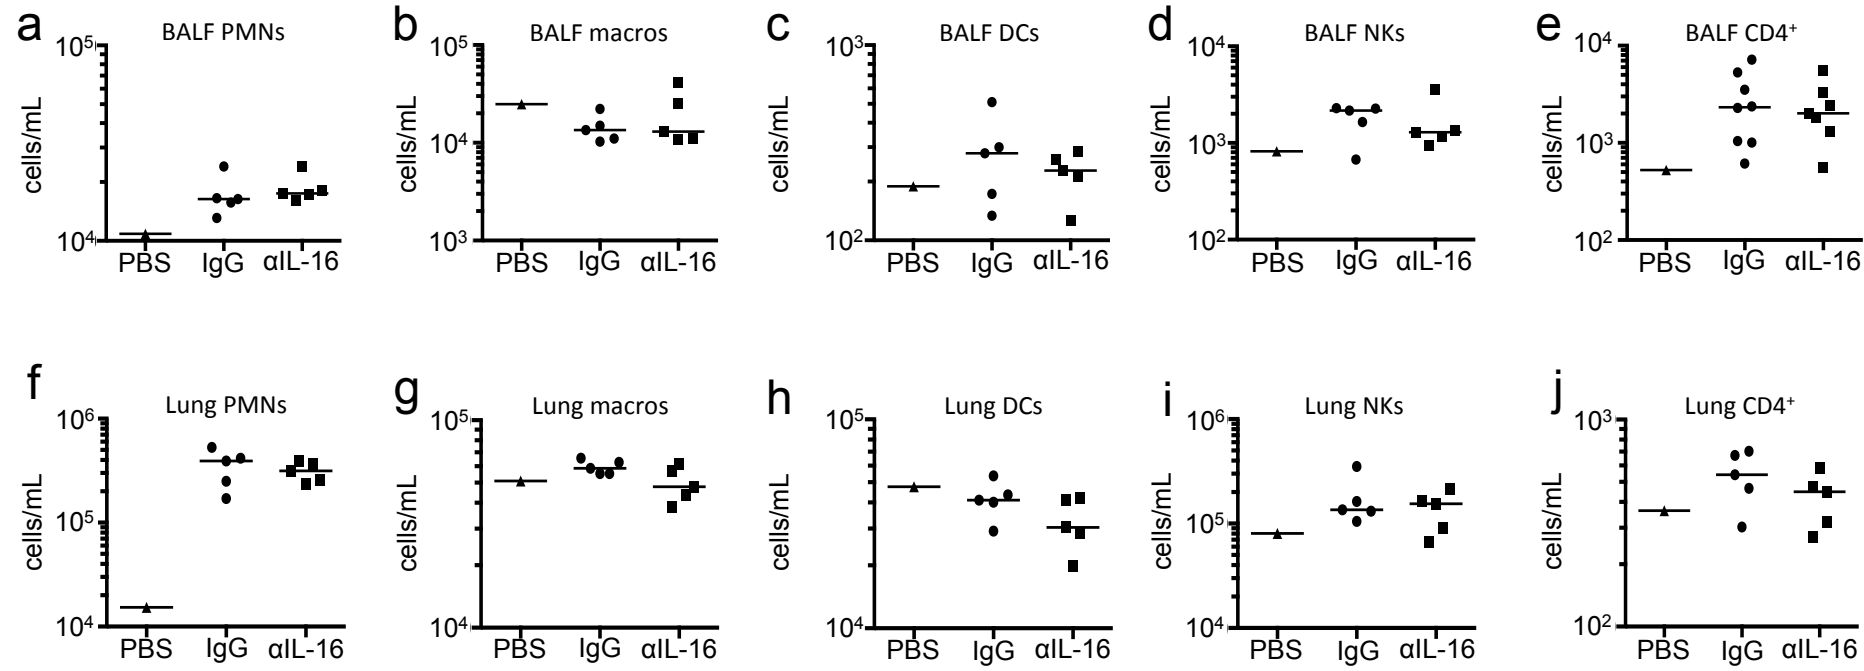 a
BALF PMNs
10⁵
cells/mL
10⁴
PBS IgG αIL-16
b
BALF macros
10⁵
10⁴
10³
cells/mL
PBS IgG αIL-16
c
BALF DCs
10³
cells/mL
10²
PBS IgG αIL-16
d
BALF NKs
10⁴
10³
10²
cells/mL
PBS IgG αIL-16
e
BALF CD4⁺
10⁴
10³
10²
cells/mL
PBS IgG αIL-16
f
Lung PMNs
10⁶
10⁵
10⁴
cells/mL
PBS IgG αIL-16
g
Lung macros
10⁵
cells/mL
10⁴
PBS IgG αIL-16
h
Lung DCs
10⁵
cells/mL
10⁴
PBS IgG αIL-16
i
Lung NKs
10⁶
10⁵
10⁴
cells/mL
PBS IgG αIL-16
j
Lung CD4⁺
10³
cells/mL
10²
PBS IgG αIL-16